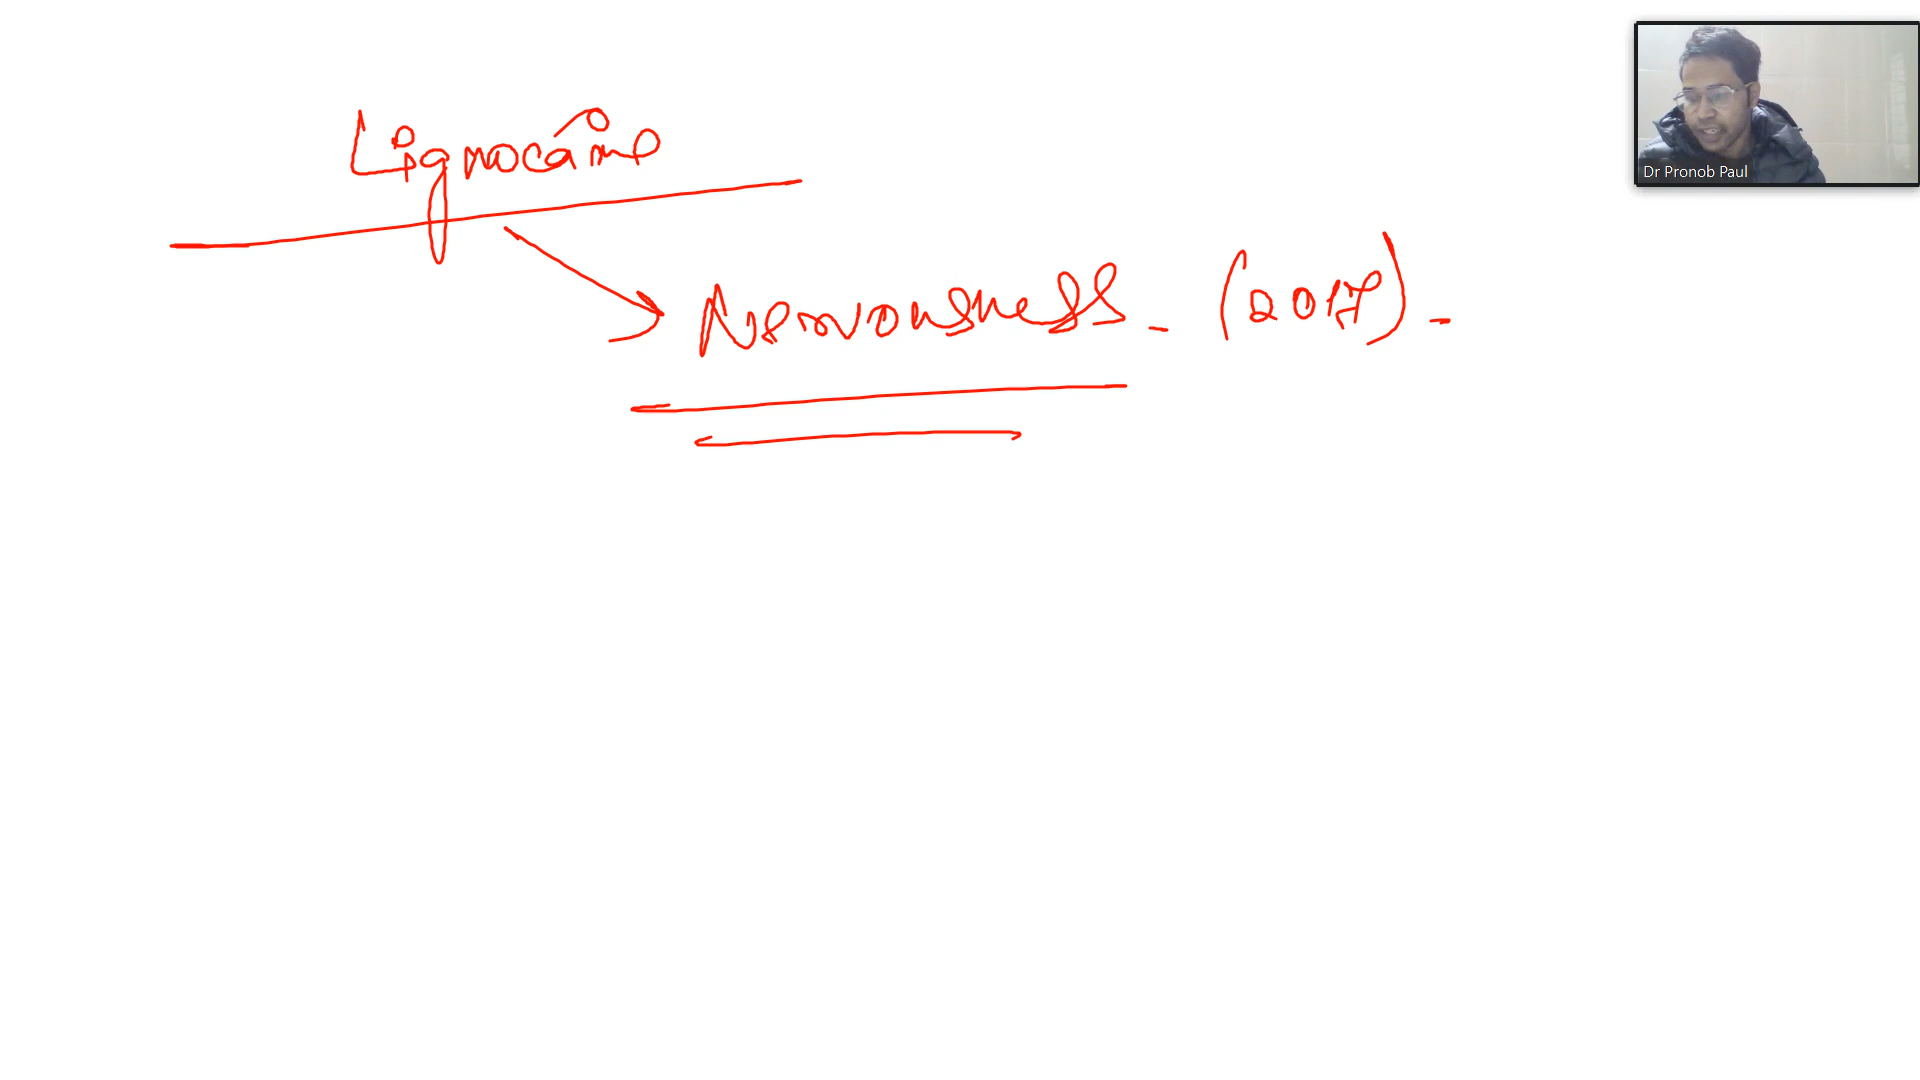 Lignocaine
Nervousness - (2017) -
Dr Pronob Paul